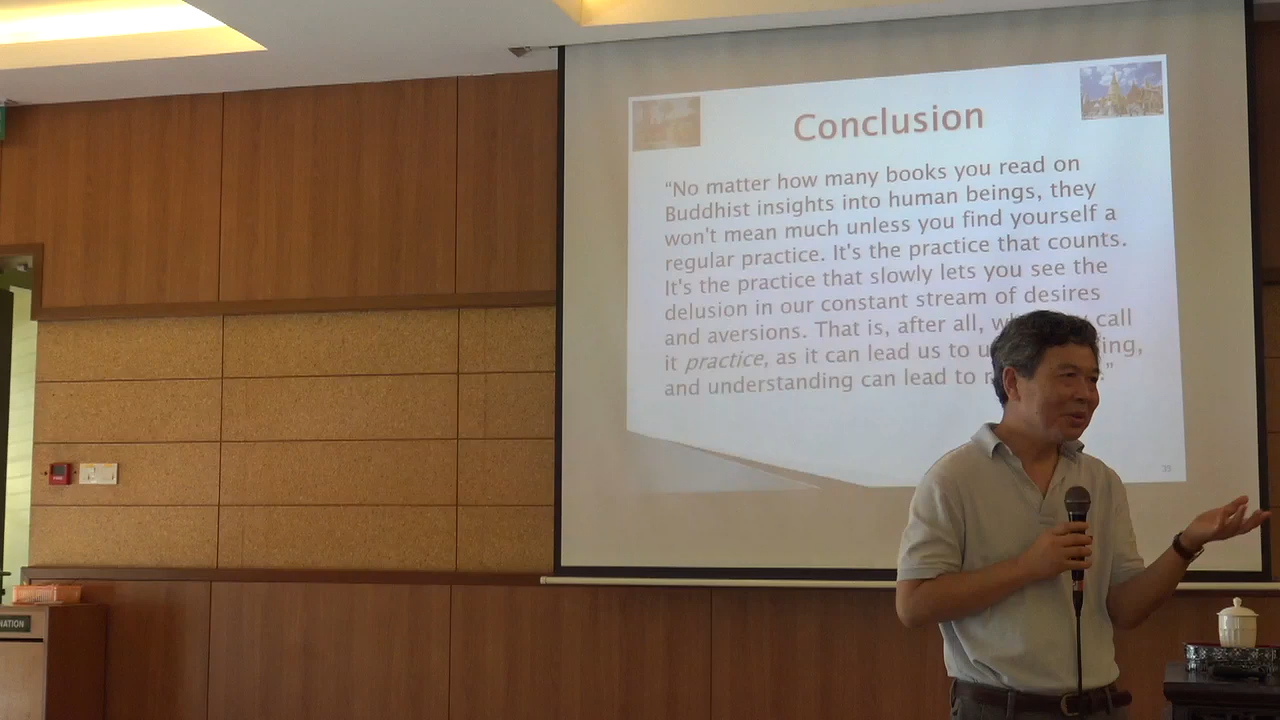 Conclusion
“No matter how many books you read on
Buddhist insights into human beings, they
won't mean much unless you find yourself a
regular practice. It's the practice that counts.
It's the practice that slowly lets you see the
delusion in our constant stream of desires
and aversions. That is, after all, call
it practice, as it can lead us to
and understanding can lead to ”